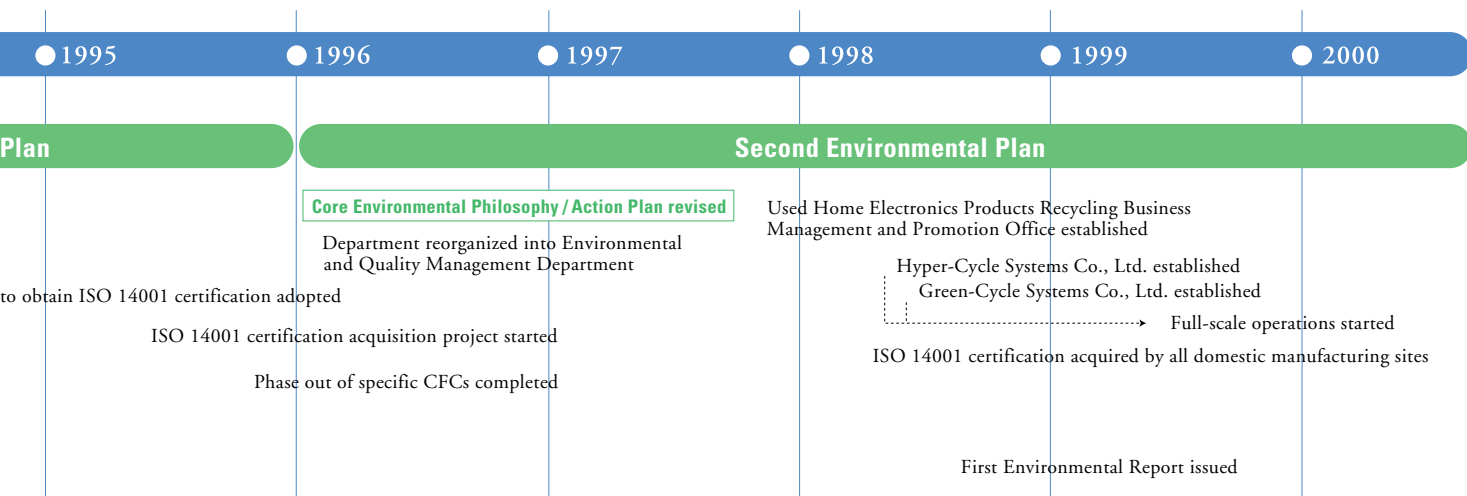 1995
1996
1997
1998
1999
2000
Plan
Second Environmental Plan
Core Environmental Philosophy / Action Plan revised
Department reorganized into Environmental
and Quality Management Department
to obtain ISO 14001 certification adopted
ISO 14001 certification acquisition project started
Phase out of specific CFCs completed
Used Home Electronics Products Recycling Business
Management and Promotion Office established
Hyper-Cycle Systems Co., Ltd. established
Green-Cycle Systems Co., Ltd. established
Full-scale operations started
ISO 14001 certification acquired by all domestic manufacturing sites
First Environmental Report issued